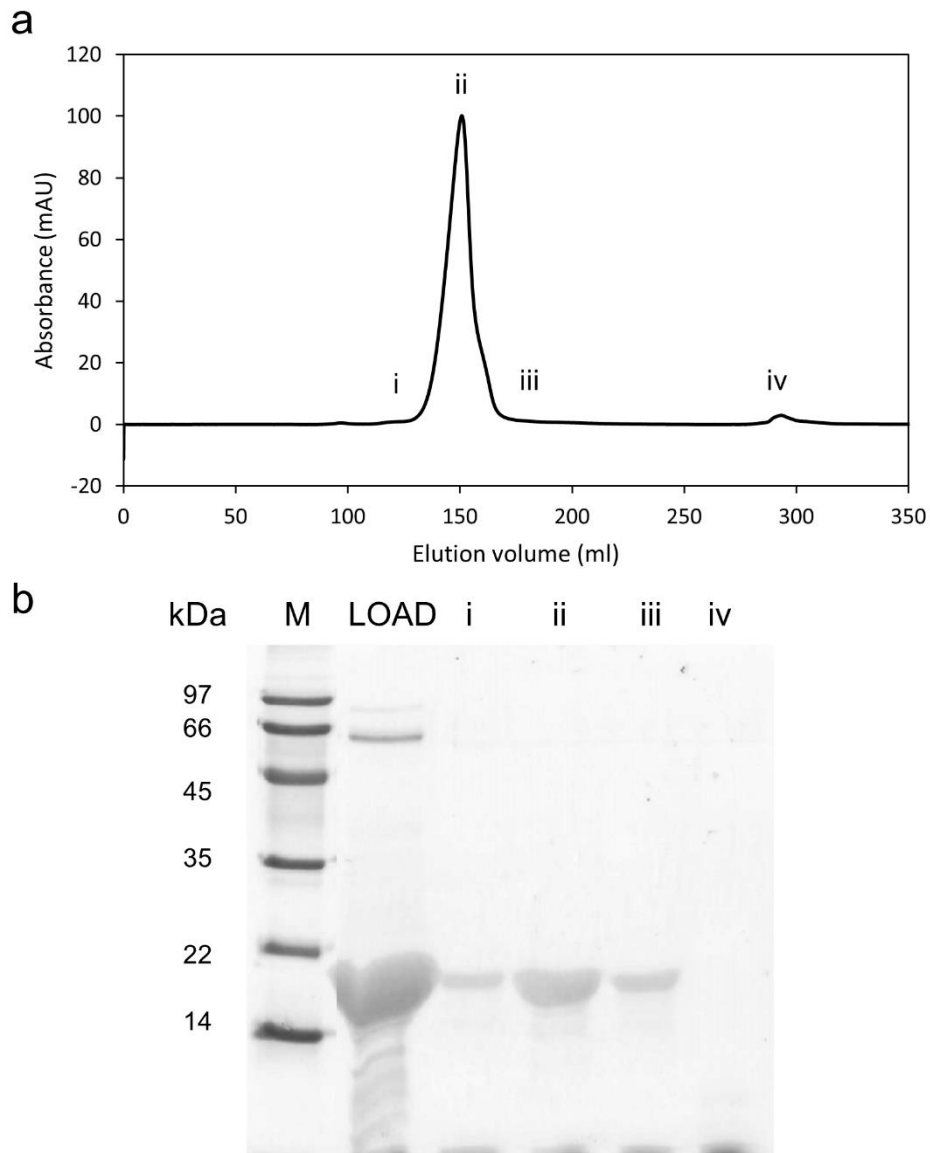 a
120
100
80
60
40
20
0
-20
Absorbance (mAU)
i
ii
iii
iv
0 50 100 150 200 250 300 350
Elution volume (ml)
b
kDa M LOAD i ii iii iv
97
66
45
35
22
14